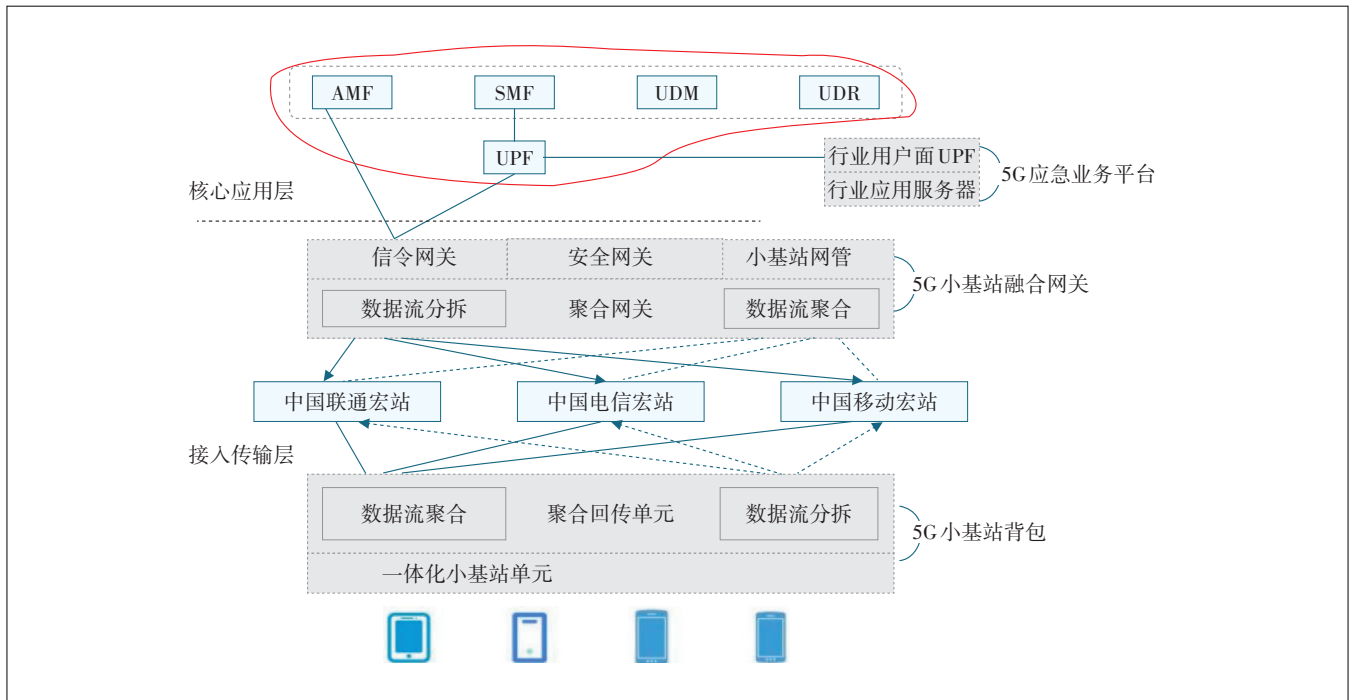 AMF
SMF
UDM
UDR
UPF
行业用户面UPF
行业应用服务器
5G应急业务平台
核心应用层
信令网关
安全网关
小基站网管
5G小基站融合网关
数据流分拆
聚合网关
数据流聚合
中国联通宏站
中国电信宏站
中国移动宏站
接入传输层
数据流聚合
聚合回传单元
数据流分拆
5G小基站背包
一体化小基站单元